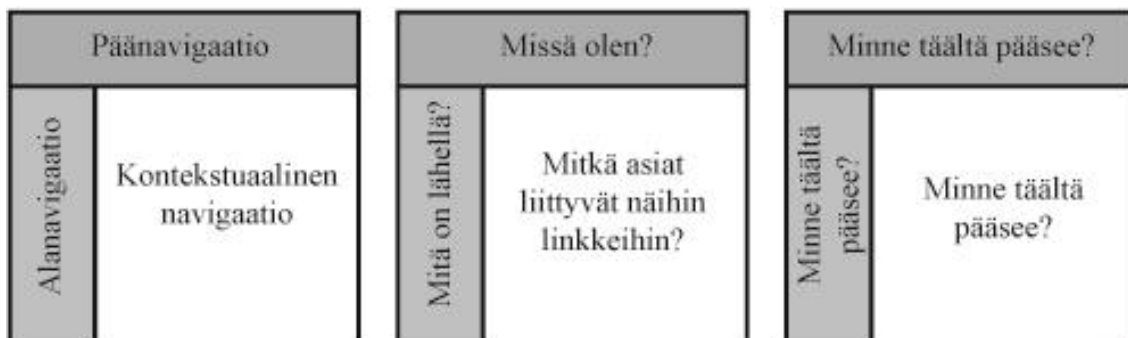 Päänavigaatio
Alanavigaatio
Kontekstuaalinen
navigaatio
Missä olen?
Mitä on lähellä?
Mitkä asiat
liittyvät näihin
linkkeihin?
Minne täältä pääsee?
Minne täältä
pääsee?
Minne täältä
pääsee?